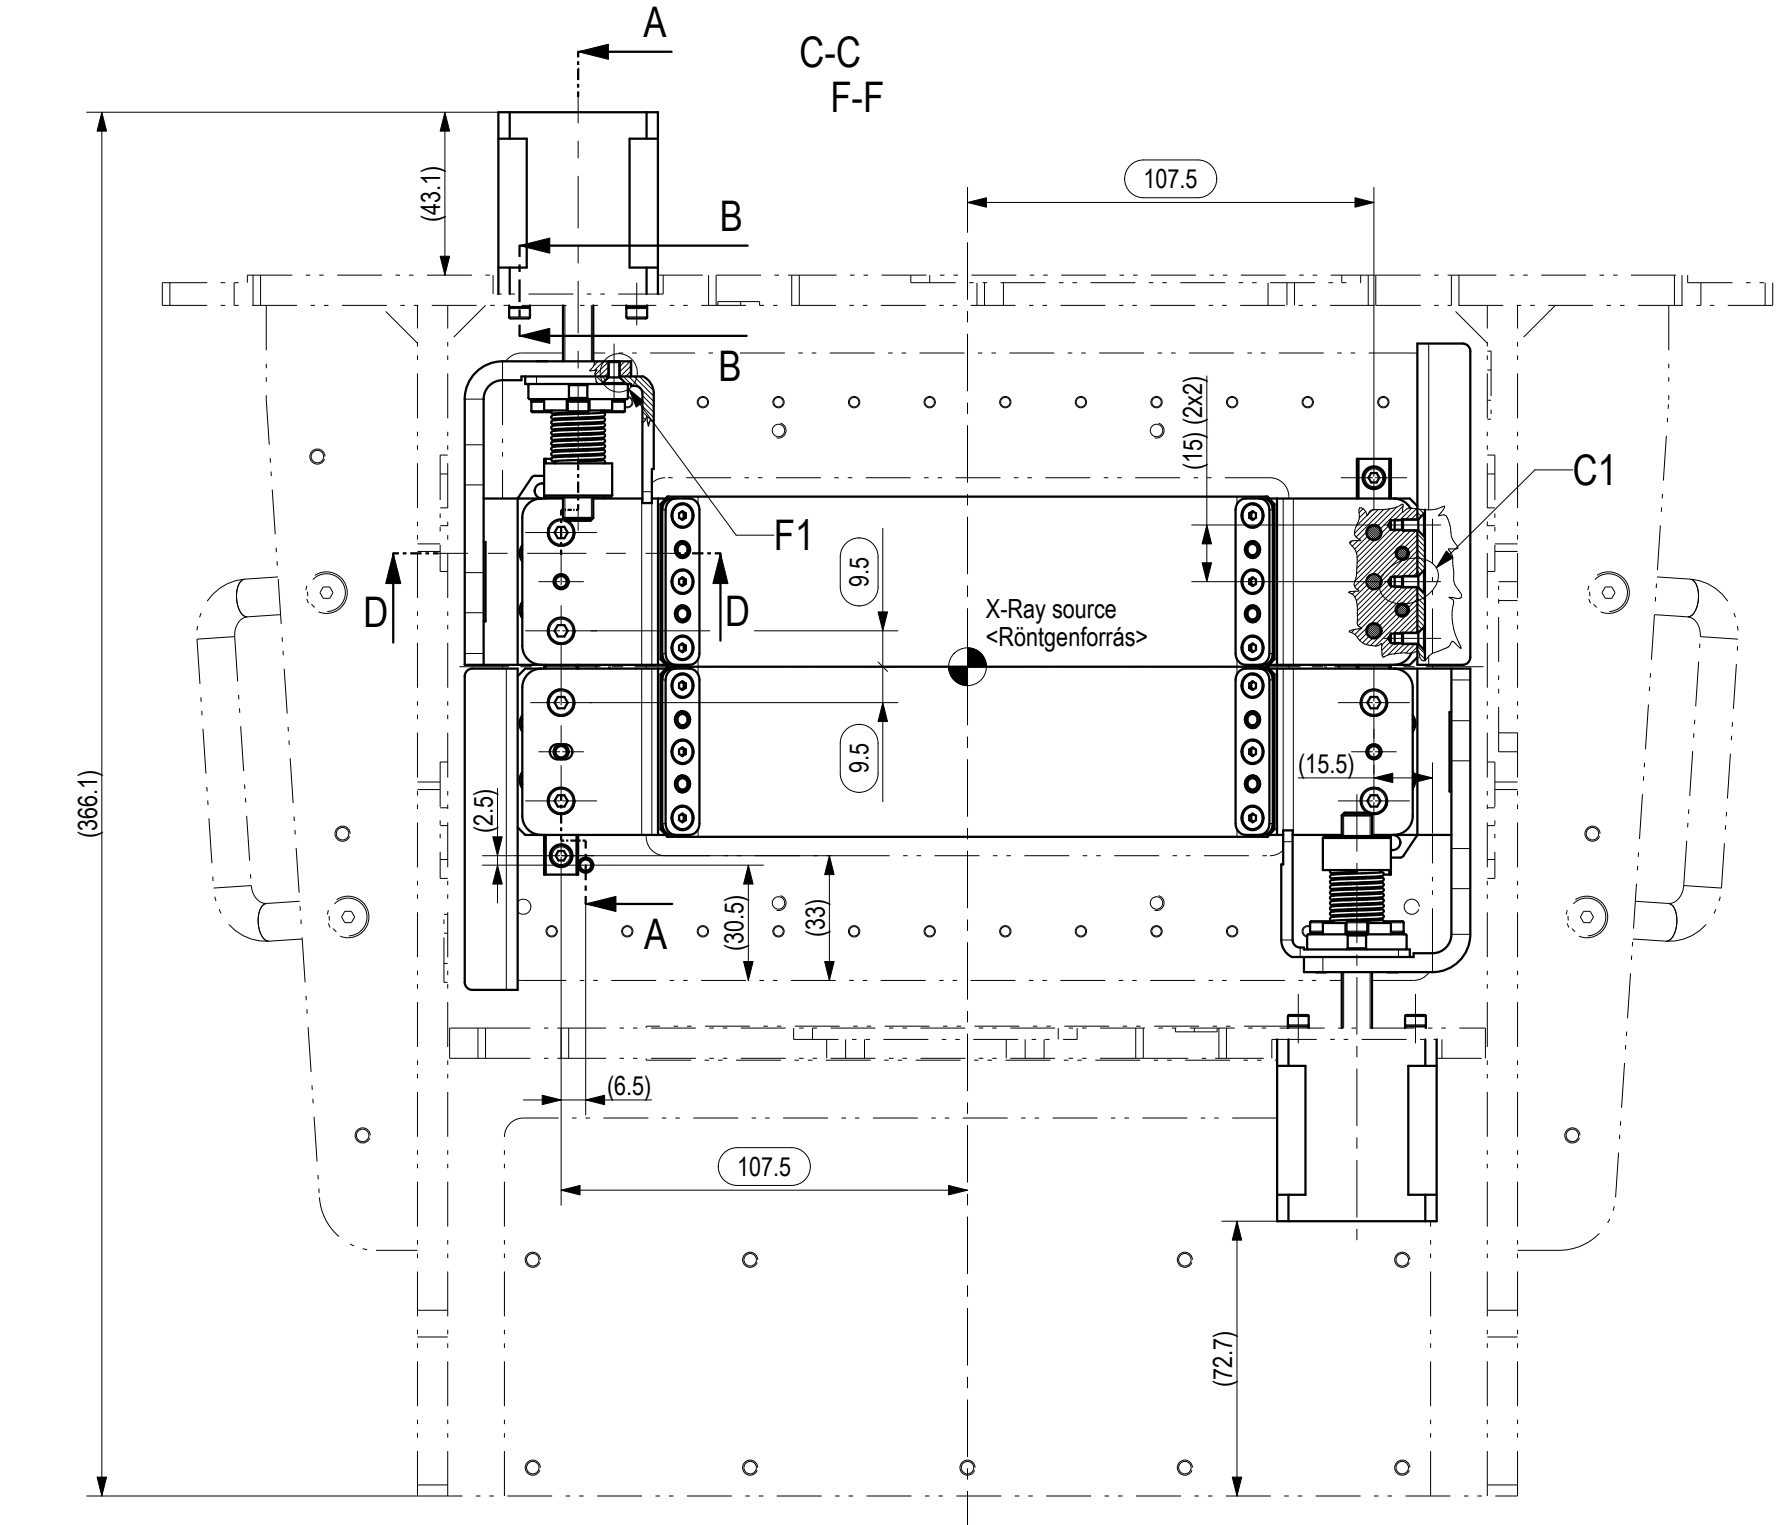 A
C-C
F-F
(43.1)
107.5
B
B
(15) (2x2)
C1
F1
9.5
D
D
X-Ray source
<Röntgenforrás>
9.5
(15.5)
(366.1)
(2.5)
A
(30.5)
(33)
(6.5)
107.5
(72.7)